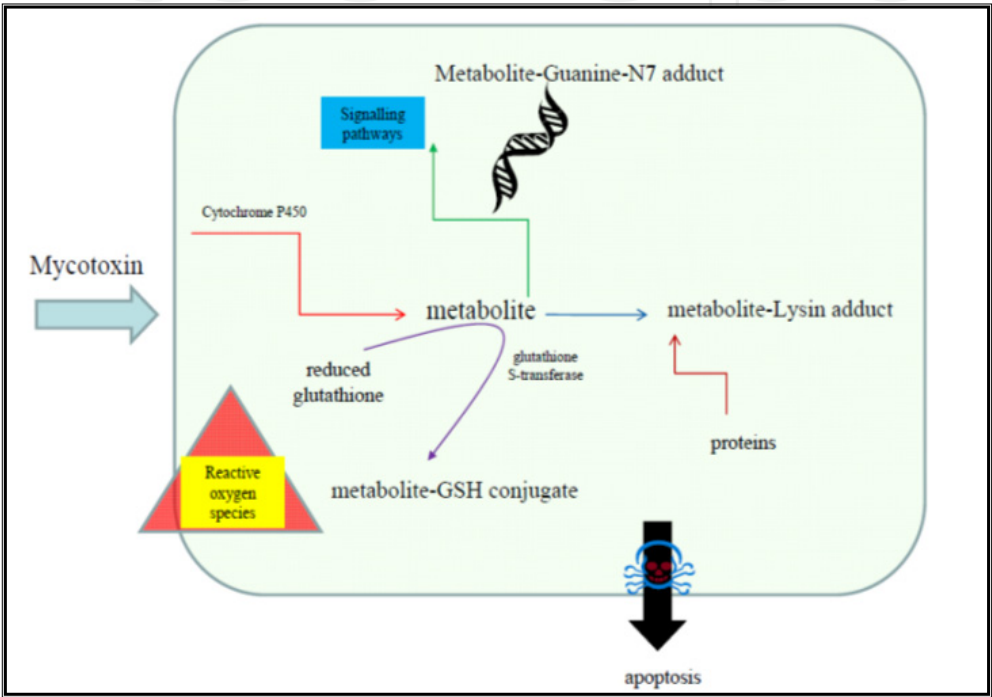 Metabolite-Guanine-N7 adduct
Signalling
pathways
Cytochrome P450
Mycotoxin
metabolite
metabolite-Lysin adduct
reduced
glutathione
glutathione
S-transferase
proteins
Reactive
oxygen
species
metabolite-GSH conjugate
apoptosis